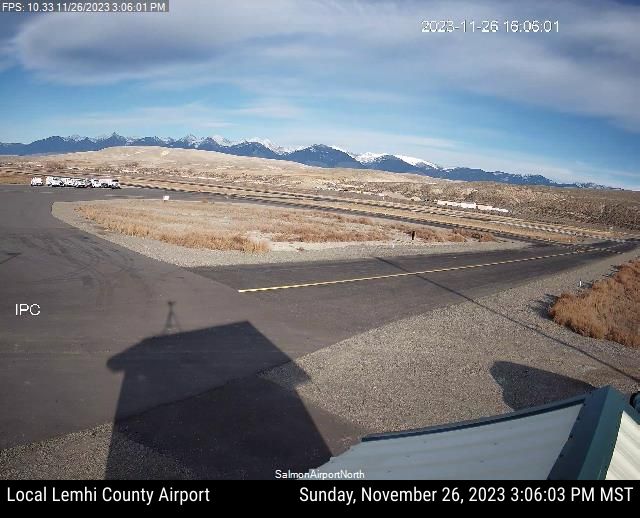 FPS: 10.33 11/26/2023 3:06:01 PM
2023-11-26 16:06:01
IPC
SalmonAirportNorth
Local Lemhi County Airport
Sunday, November 26, 2023 3:06:03 PM MST